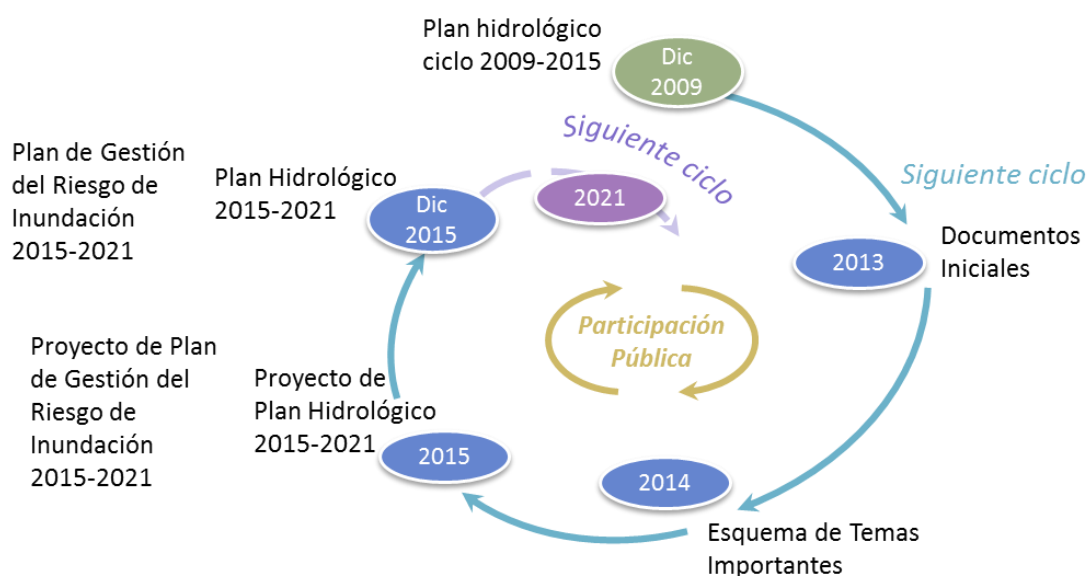 Plan hidrológico
ciclo 2009-2015
Dic
2009
Siguiente ciclo
Documentos
Iniciales
2013
Esquema de Temas
Importantes
2014
Proyecto de
Plan Hidrológico
2015-2021
2015
Proyecto de Plan
de Gestión del
Riesgo de
Inundación
2015-2021
Plan Hidrológico
2015-2021
Dic
2015
Plan de Gestión
del Riesgo de
Inundación
2015-2021
Siguiente ciclo
2021
Participación
Pública